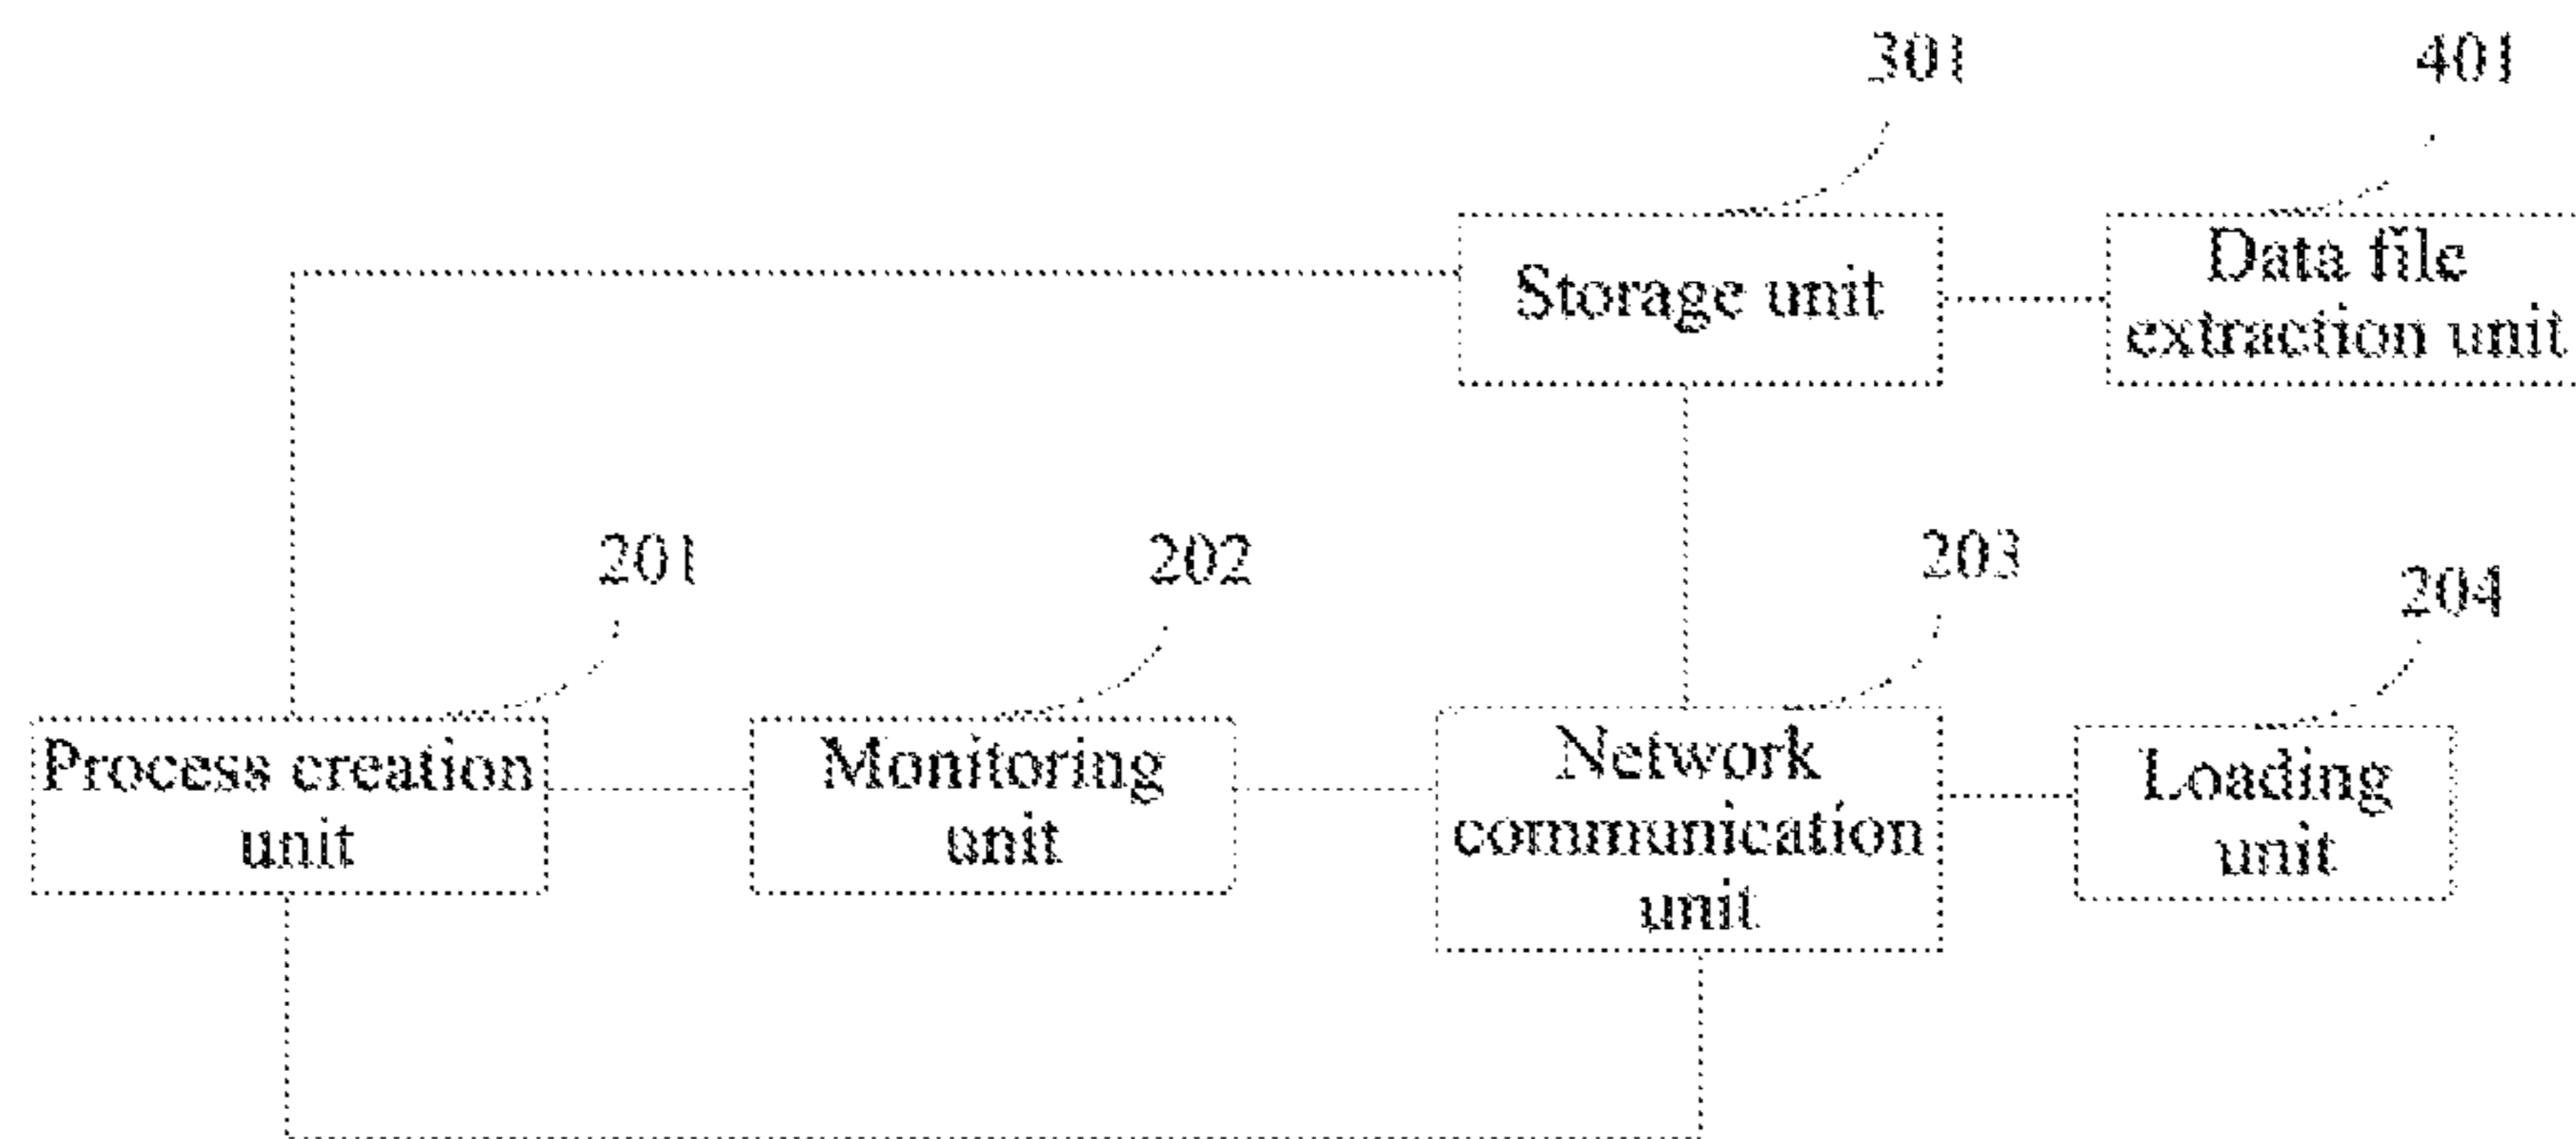 301
401
Storage unit
Data file
extraction unit
201
202
203
204
Process creation
unit
Monitoring
unit
Network
communication
unit
Loading
unit